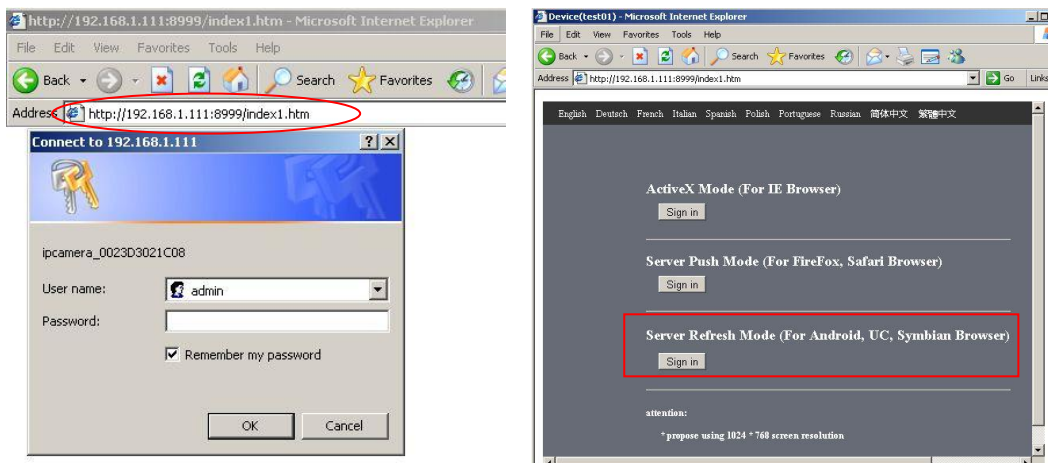 http://192.168.1.111:8999/index1.htm - Microsoft Internet Explorer
File Edit View Favorites Tools Help
Back Search Favorites
Address http://192.168.1.111:8999/index1.htm
Connect to 192.168.1.111
ipcamera_0023D3021C08
User name: admin
Password:
Remember my password
OK Cancel
Device(test01) - Microsoft Internet Explorer
File Edit View Favorites Tools Help
Back Search Favorites
Address http://192.168.1.111:8999/index1.htm Go Links
English Deutsch French Italian Spanish Polish Portuguese Russian 简体中文 繁體中文
ActiveX Mode (For IE Browser)
Sign in
Server Push Mode (For FireFox, Safari Browser)
Sign in
Server Refresh Mode (For Android, UC, Symbian Browser)
Sign in
attention:
*propose using 1024 * 768 screen resolution